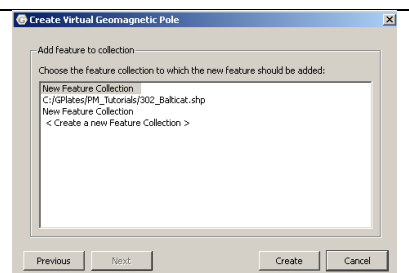 Create Virtual Geomagnetic Pole
Add feature to collection
Choose the feature collection to which the new feature should be added:
New Feature Collection
C:/GPlates/PM_Tutorials/302_Balticat.shp
New Feature Collection
< Create a new Feature Collection >
Previous Next Create Cancel